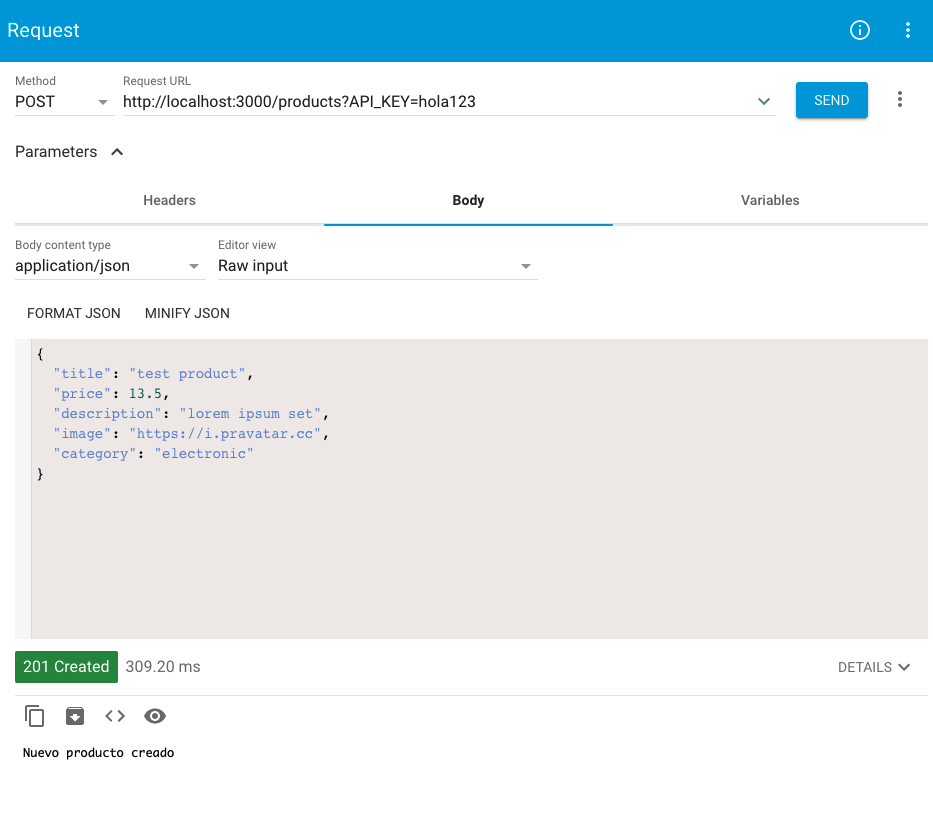 Request
Method
Request URL
POST
http://localhost:3000/products?API_KEY=hola123
SEND
Parameters
Headers
Body
Variables
Body content type
Editor view
application/json
Raw input
FORMAT JSON
MINIFY JSON
{
"title": "test product",
"price": 13.5,
"description": "lorem ipsum set",
"image": "https://i.pravatar.cc",
"category": "electronic"
}
201 Created
309.20 ms
DETAILS
Nuevo producto creado